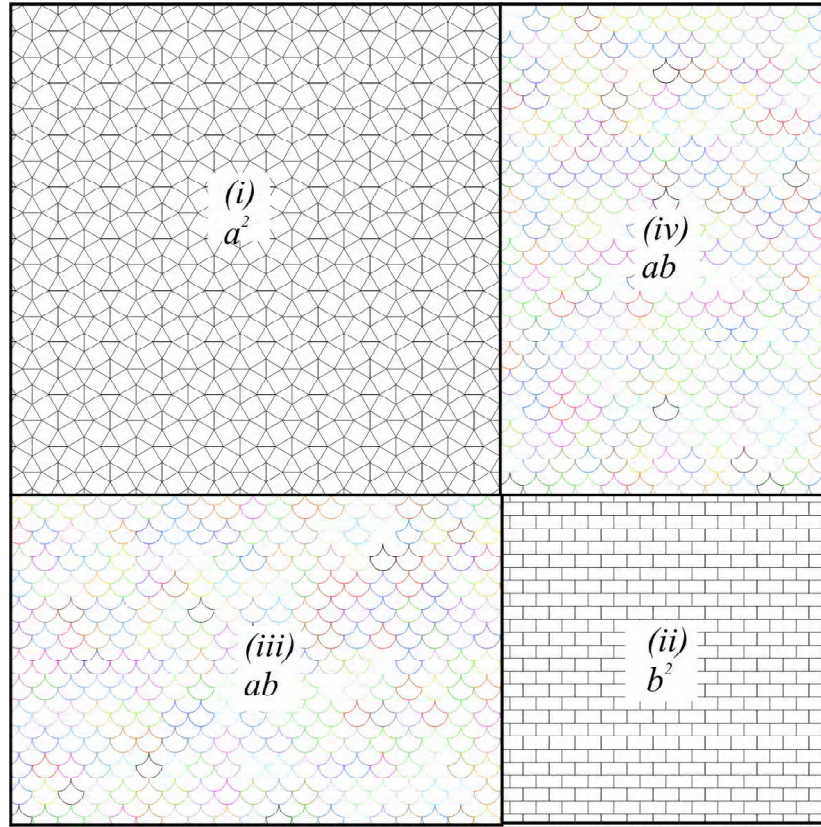 (i)
a²
(iv)
ab
(iii)
ab
(ii)
b²